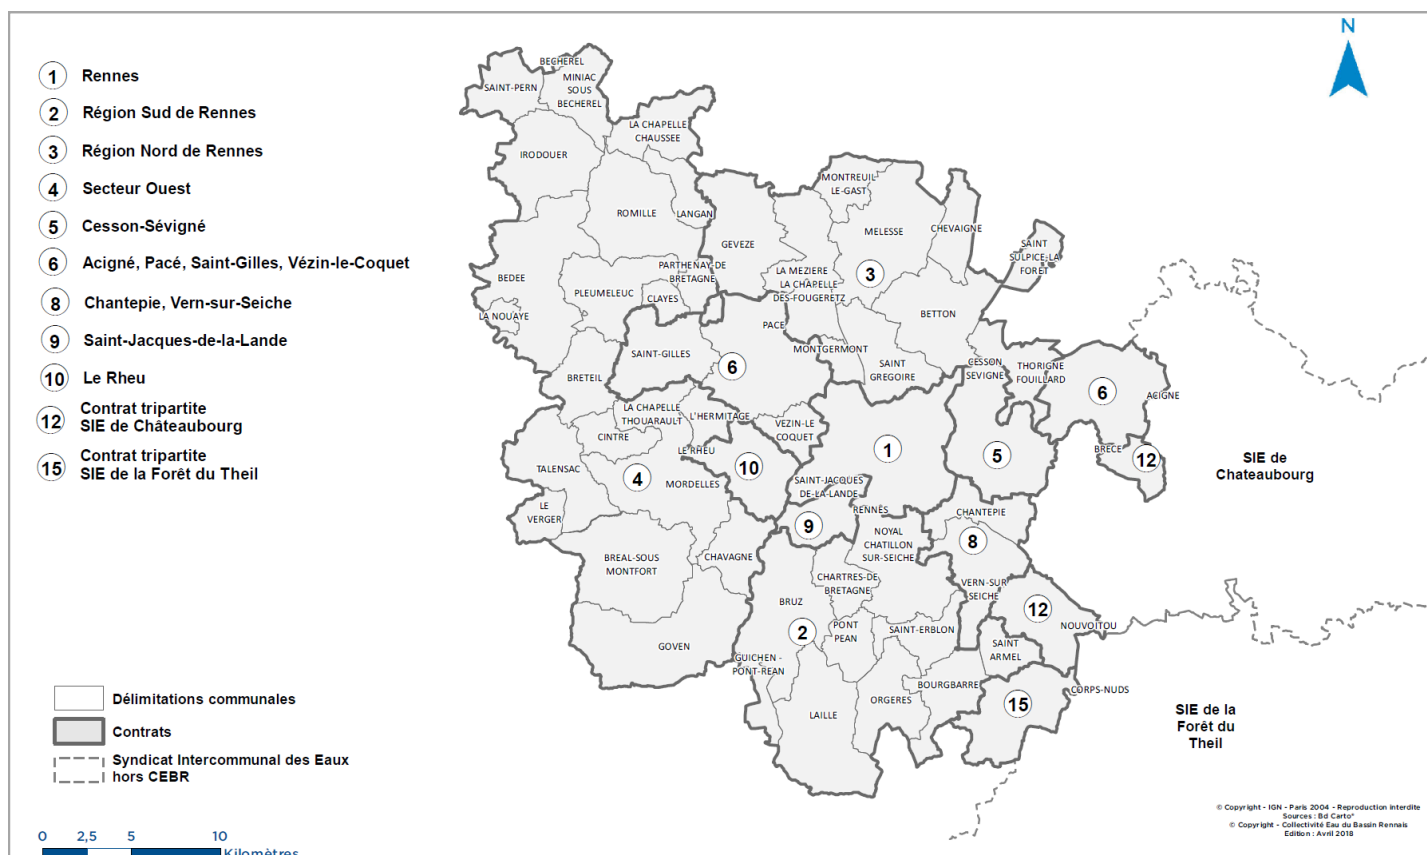 N
1 Rennes
2 Région Sud de Rennes
3 Région Nord de Rennes
4 Secteur Ouest
5 Cesson-Sévigné
6 Acigné, Pacé, Saint-Gilles, Vézin-le-Coquet
8 Chantepie, Vern-sur-Seiche
9 Saint-Jacques-de-la-Lande
10 Le Rheu
12 Contrat tripartite
SIE de Châteaubourg
15 Contrat tripartite
SIE de la Forêt du Theil
BECHEREL
SAINT-PERN
MINIAC
SOUS
BECHEREL
LA CHAPELLE
CHAUSSEE
IRODOUER
ROMILLE
LANGAN
GEVEZE
MONTREUIL
LE-GAST
MELESSE
CHEVAIGNE
SAINT
SULPICE-LA
FORET
BEDEE
PARTHENAY-DE
BRETAGNE
LA MEZIERE
3
LA CHAPELLE
DES-FOUGERETZ
PLEUMELEUC
CLAYES
LA NOUAYE
BETTON
PACE
SAINT-GILLES
MONTGERMONT
SAINT
GREGOIRE
CESSON
SEVIGNE
THORIGNE
FOUILLARD
6
BRETEIL
6
ACIGNE
LA CHAPELLE
THOUARAULT
L'HERMITAGE
VEZIN-LE
COQUET
CINTRE
LE RHEU
1
5
BRECE
12
SIE de
Chateaubourg
TALENSAC
4
MORDELLES
10
SAINT-JACQUES
DE-LA-LANDE
LE
VERGER
9
RENNES
CHANTEPIE
NOYAL
CHATILLON
SUR-SEICHE
8
BREAL-SOUS
MONTFORT
CHAVAGNE
CHARTRES-DE
BRETAGNE
VERN-SUR
SEICHE
BRUZ
12
NOUVOITOU
2
PONT
PEAN
SAINT-ERBLON
GOVEN
SAINT
ARMEL
GUICHEN -
PONT-REAN
BOURGBARRE
CORPS-NUDS
ORGERES
15
LAILLE
SIE de la
Forêt du
Theil
Délimitations communales
Contrats
Syndicat Intercommunal des Eaux
hors CEBR
© Copyright - IGN - Paris 2004 - Reproduction interdite
Sources : Bd Carto°
© Copyright - Collectivité Eau du Bassin Rennais
Edition : Avril 2018
0 2,5 5 10
Kilomètres